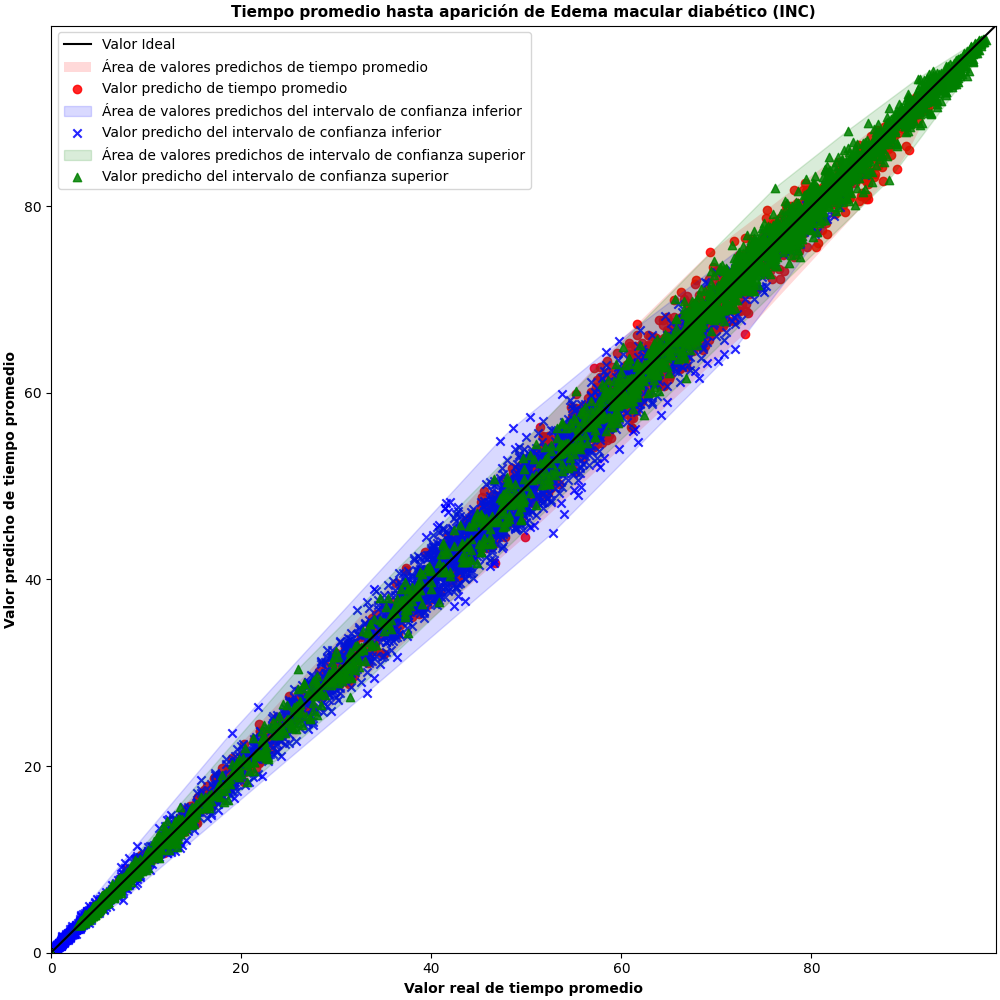 Tiempo promedio hasta aparición de Edema macular diabético (INC)
Valor Ideal
Área de valores predichos de tiempo promedio
Valor predicho de tiempo promedio
Área de valores predichos del intervalo de confianza inferior
Valor predicho del intervalo de confianza inferior
Área de valores predichos de intervalo de confianza superior
Valor predicho del intervalo de confianza superior
Valor predicho de tiempo promedio
80
60
40
20
0
0 20 40 60 80
Valor real de tiempo promedio